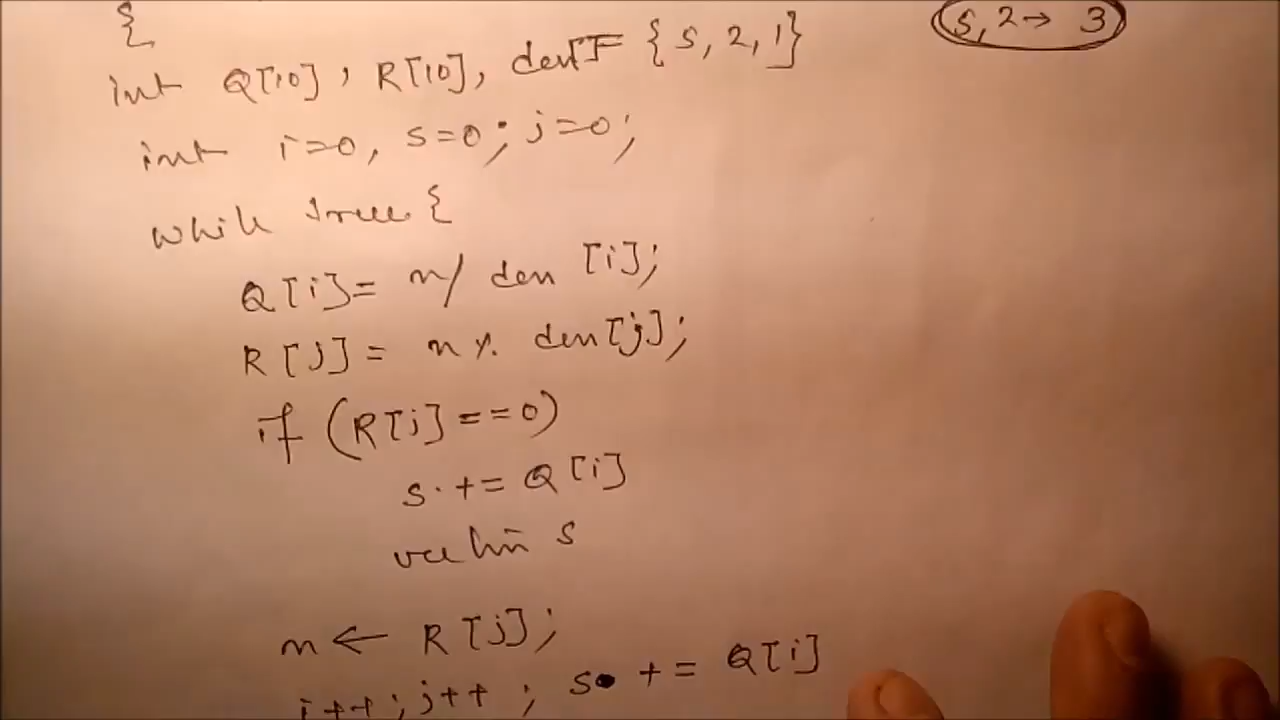 {
5, 2 → 3
int Q[10], R[10], den[] = {5, 2, 1}
int i=0, s=0; j=0;
while true {
Q[i] = n/ den [i];
R[j] = n % den[j];
if (R[j] == 0)
s += Q[i]
return s
n ← R[j];
i++; j++; s += Q[i]